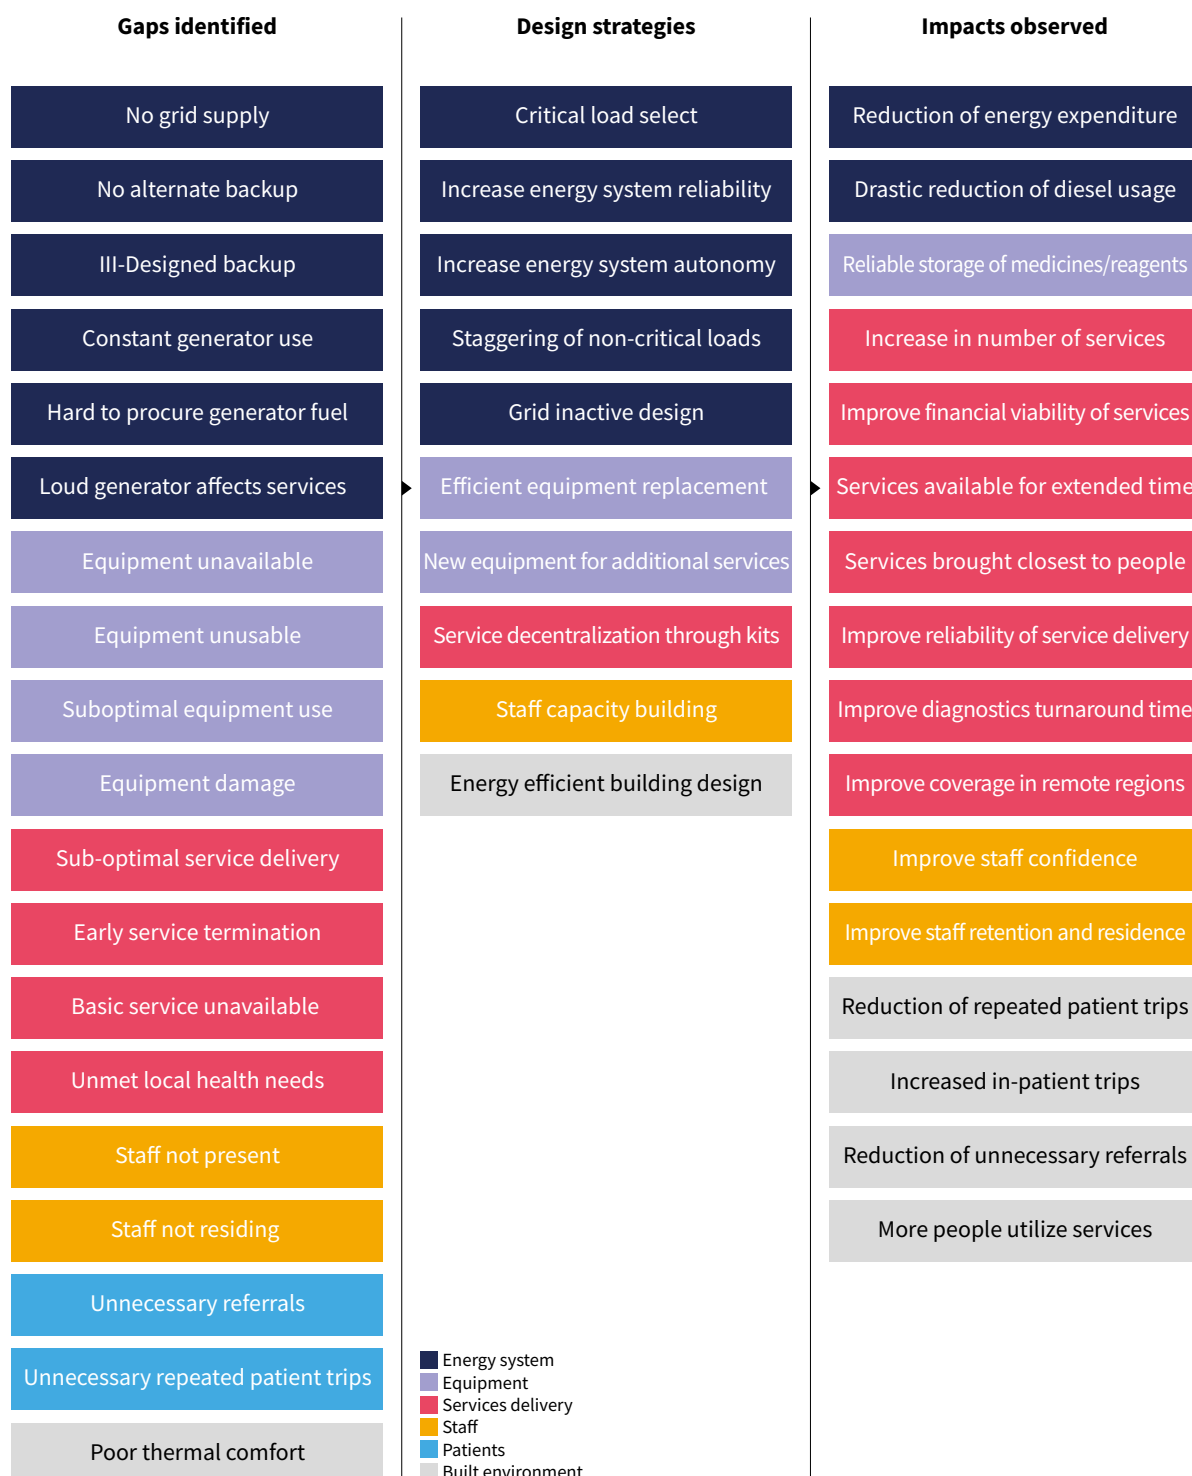 Gaps identified
No grid supply
No alternate backup
III-Designed backup
Constant generator use
Hard to procure generator fuel
Loud generator affects services
Equipment unavailable
Equipment unusable
Suboptimal equipment use
Equipment damage
Sub-optimal service delivery
Early service termination
Basic service unavailable
Unmet local health needs
Staff not present
Staff not residing
Unnecessary referrals
Unnecessary repeated patient trips
Poor thermal comfort
Design strategies
Critical load select
Increase energy system reliability
Increase energy system autonomy
Staggering of non-critical loads
Grid inactive design
Efficient equipment replacement
New equipment for additional services
Service decentralization through kits
Staff capacity building
Energy efficient building design
Energy system
Equipment
Services delivery
Staff
Patients
Built environment
Impacts observed
Reduction of energy expenditure
Drastic reduction of diesel usage
Reliable storage of medicines/reagents
Increase in number of services
Improve financial viability of services
Services available for extended time
Services brought closest to people
Improve reliability of service delivery
Improve diagnostics turnaround time
Improve coverage in remote regions
Improve staff confidence
Improve staff retention and residence
Reduction of repeated patient trips
Increased in-patient trips
Reduction of unnecessary referrals
More people utilize services